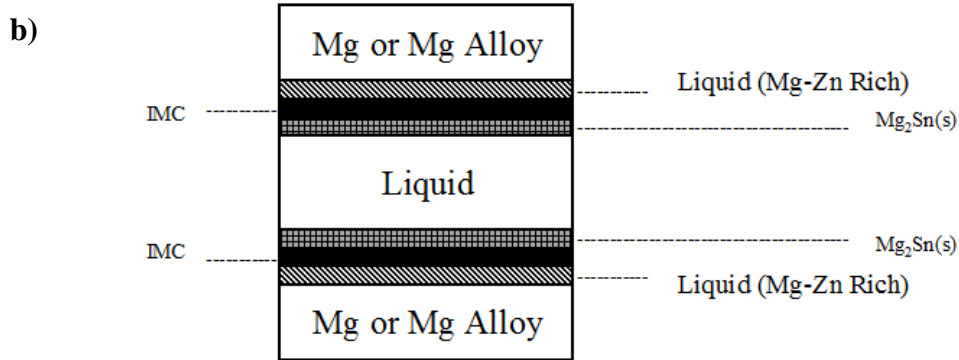 b)
Mg or Mg Alloy
Liquid (Mg-Zn Rich)
IMC
Mg₂Sn(s)
Liquid
IMC
Mg₂Sn(s)
Liquid (Mg-Zn Rich)
Mg or Mg Alloy